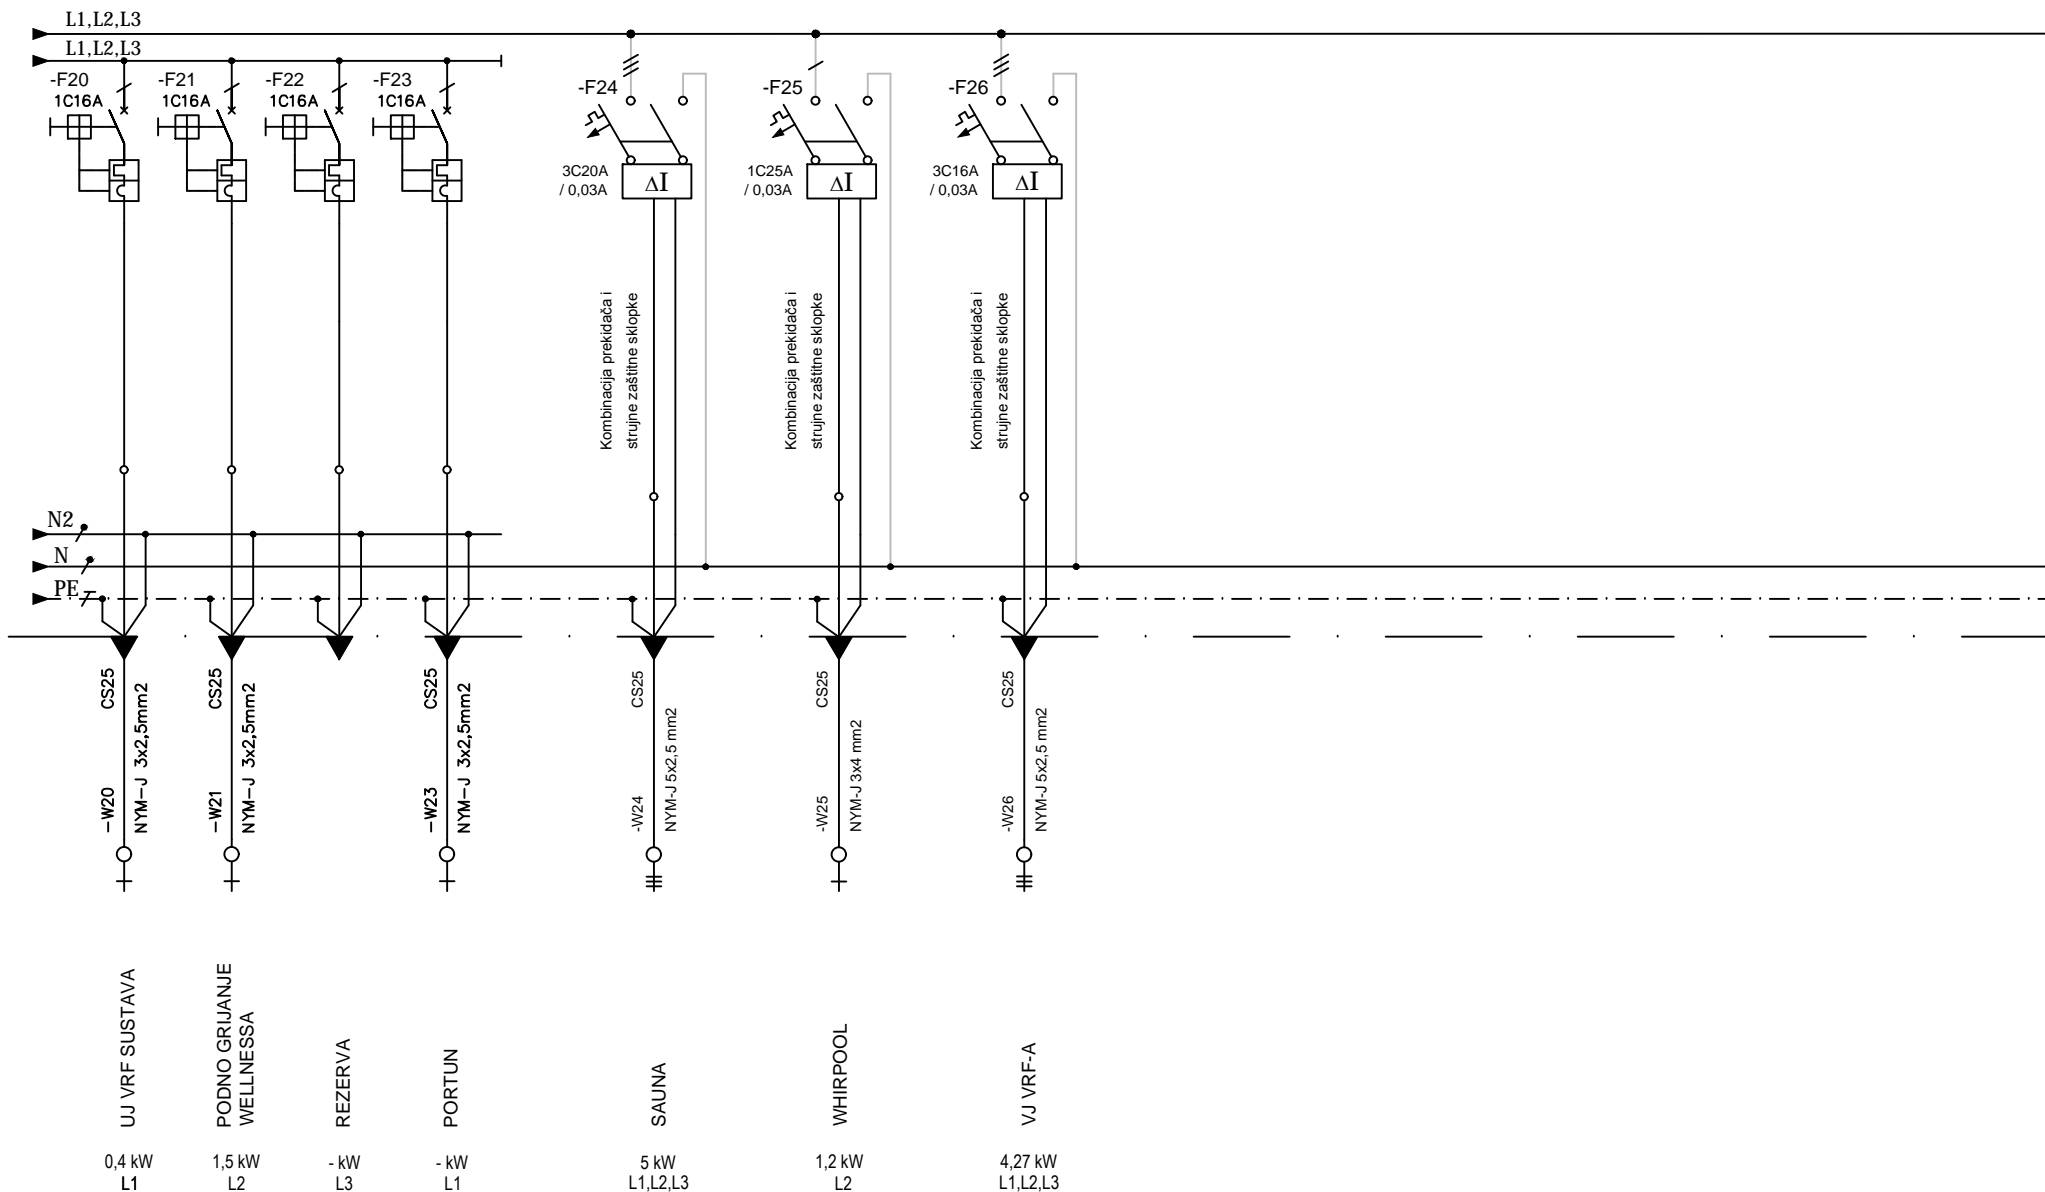 L1,L2,L3
L1,L2,L3
-F20
1C16A
-F21
1C16A
-F22
1C16A
-F23
1C16A
-F24
3C20A
/ 0,03A
ΔI
-F25
1C25A
/ 0,03A
ΔI
-F26
3C16A
/ 0,03A
ΔI
Kombinacija prekidača i
strujne zaštitne sklopke
Kombinacija prekidača i
strujne zaštitne sklopke
Kombinacija prekidača i
strujne zaštitne sklopke
N2
N
PE
CS25
-W20
NYM-J 3x2,5mm2
CS25
-W21
NYM-J 3x2,5mm2
CS25
-W23
NYM-J 3x2,5mm2
CS25
-W24
NYM-J 5x2,5 mm2
CS25
-W25
NYM-J 3x4 mm2
CS25
-W26
NYM-J 5x2,5 mm2
UJ VRF SUSTAVA
PODNO GRIJANJE
WELLNESSA
REZERVA
PORTUN
SAUNA
WHIRPOOL
VJ VRF-A
0,4 kW
L1
1,5 kW
L2
- kW
L3
- kW
L1
5 kW
L1,L2,L3
1,2 kW
L2
4,27 kW
L1,L2,L3